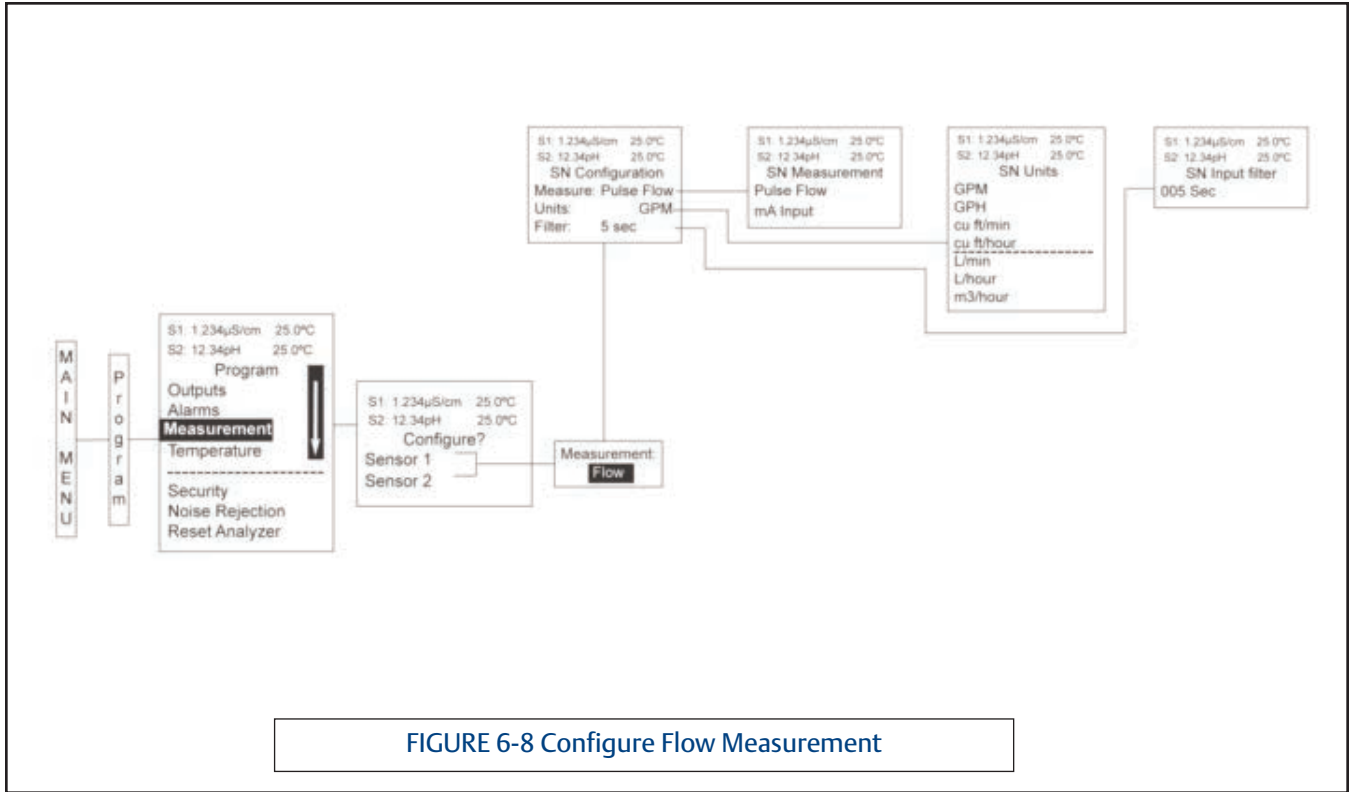 MAIN MENU
Program
S1: 1.234µS/cm 25.0ºC
S2: 12.34pH 25.0ºC
Program
Outputs
Alarms
Measurement
Temperature
Security
Noise Rejection
Reset Analyzer
S1: 1.234µS/cm 25.0ºC
S2: 12.34pH 25.0ºC
Configure?
Sensor 1
Sensor 2
Measurement:
Flow
S1: 1.234µS/cm 25.0ºC
S2: 12.34pH 25.0ºC
SN Configuration
Measure: Pulse Flow
Units: GPM
Filter: 5 sec
S1: 1.234µS/cm 25.0ºC
S2: 12.34pH 25.0ºC
SN Measurement
Pulse Flow
mA Input
S1: 1.234µS/cm 25.0ºC
S2: 12.34pH 25.0ºC
SN Units
GPM
GPH
cu ft/min
cu ft/hour
L/min
L/hour
m3/hour
S1: 1.234µS/cm 25.0ºC
S2: 12.34pH 25.0ºC
SN Input filter
005 Sec
FIGURE 6-8 Configure Flow Measurement